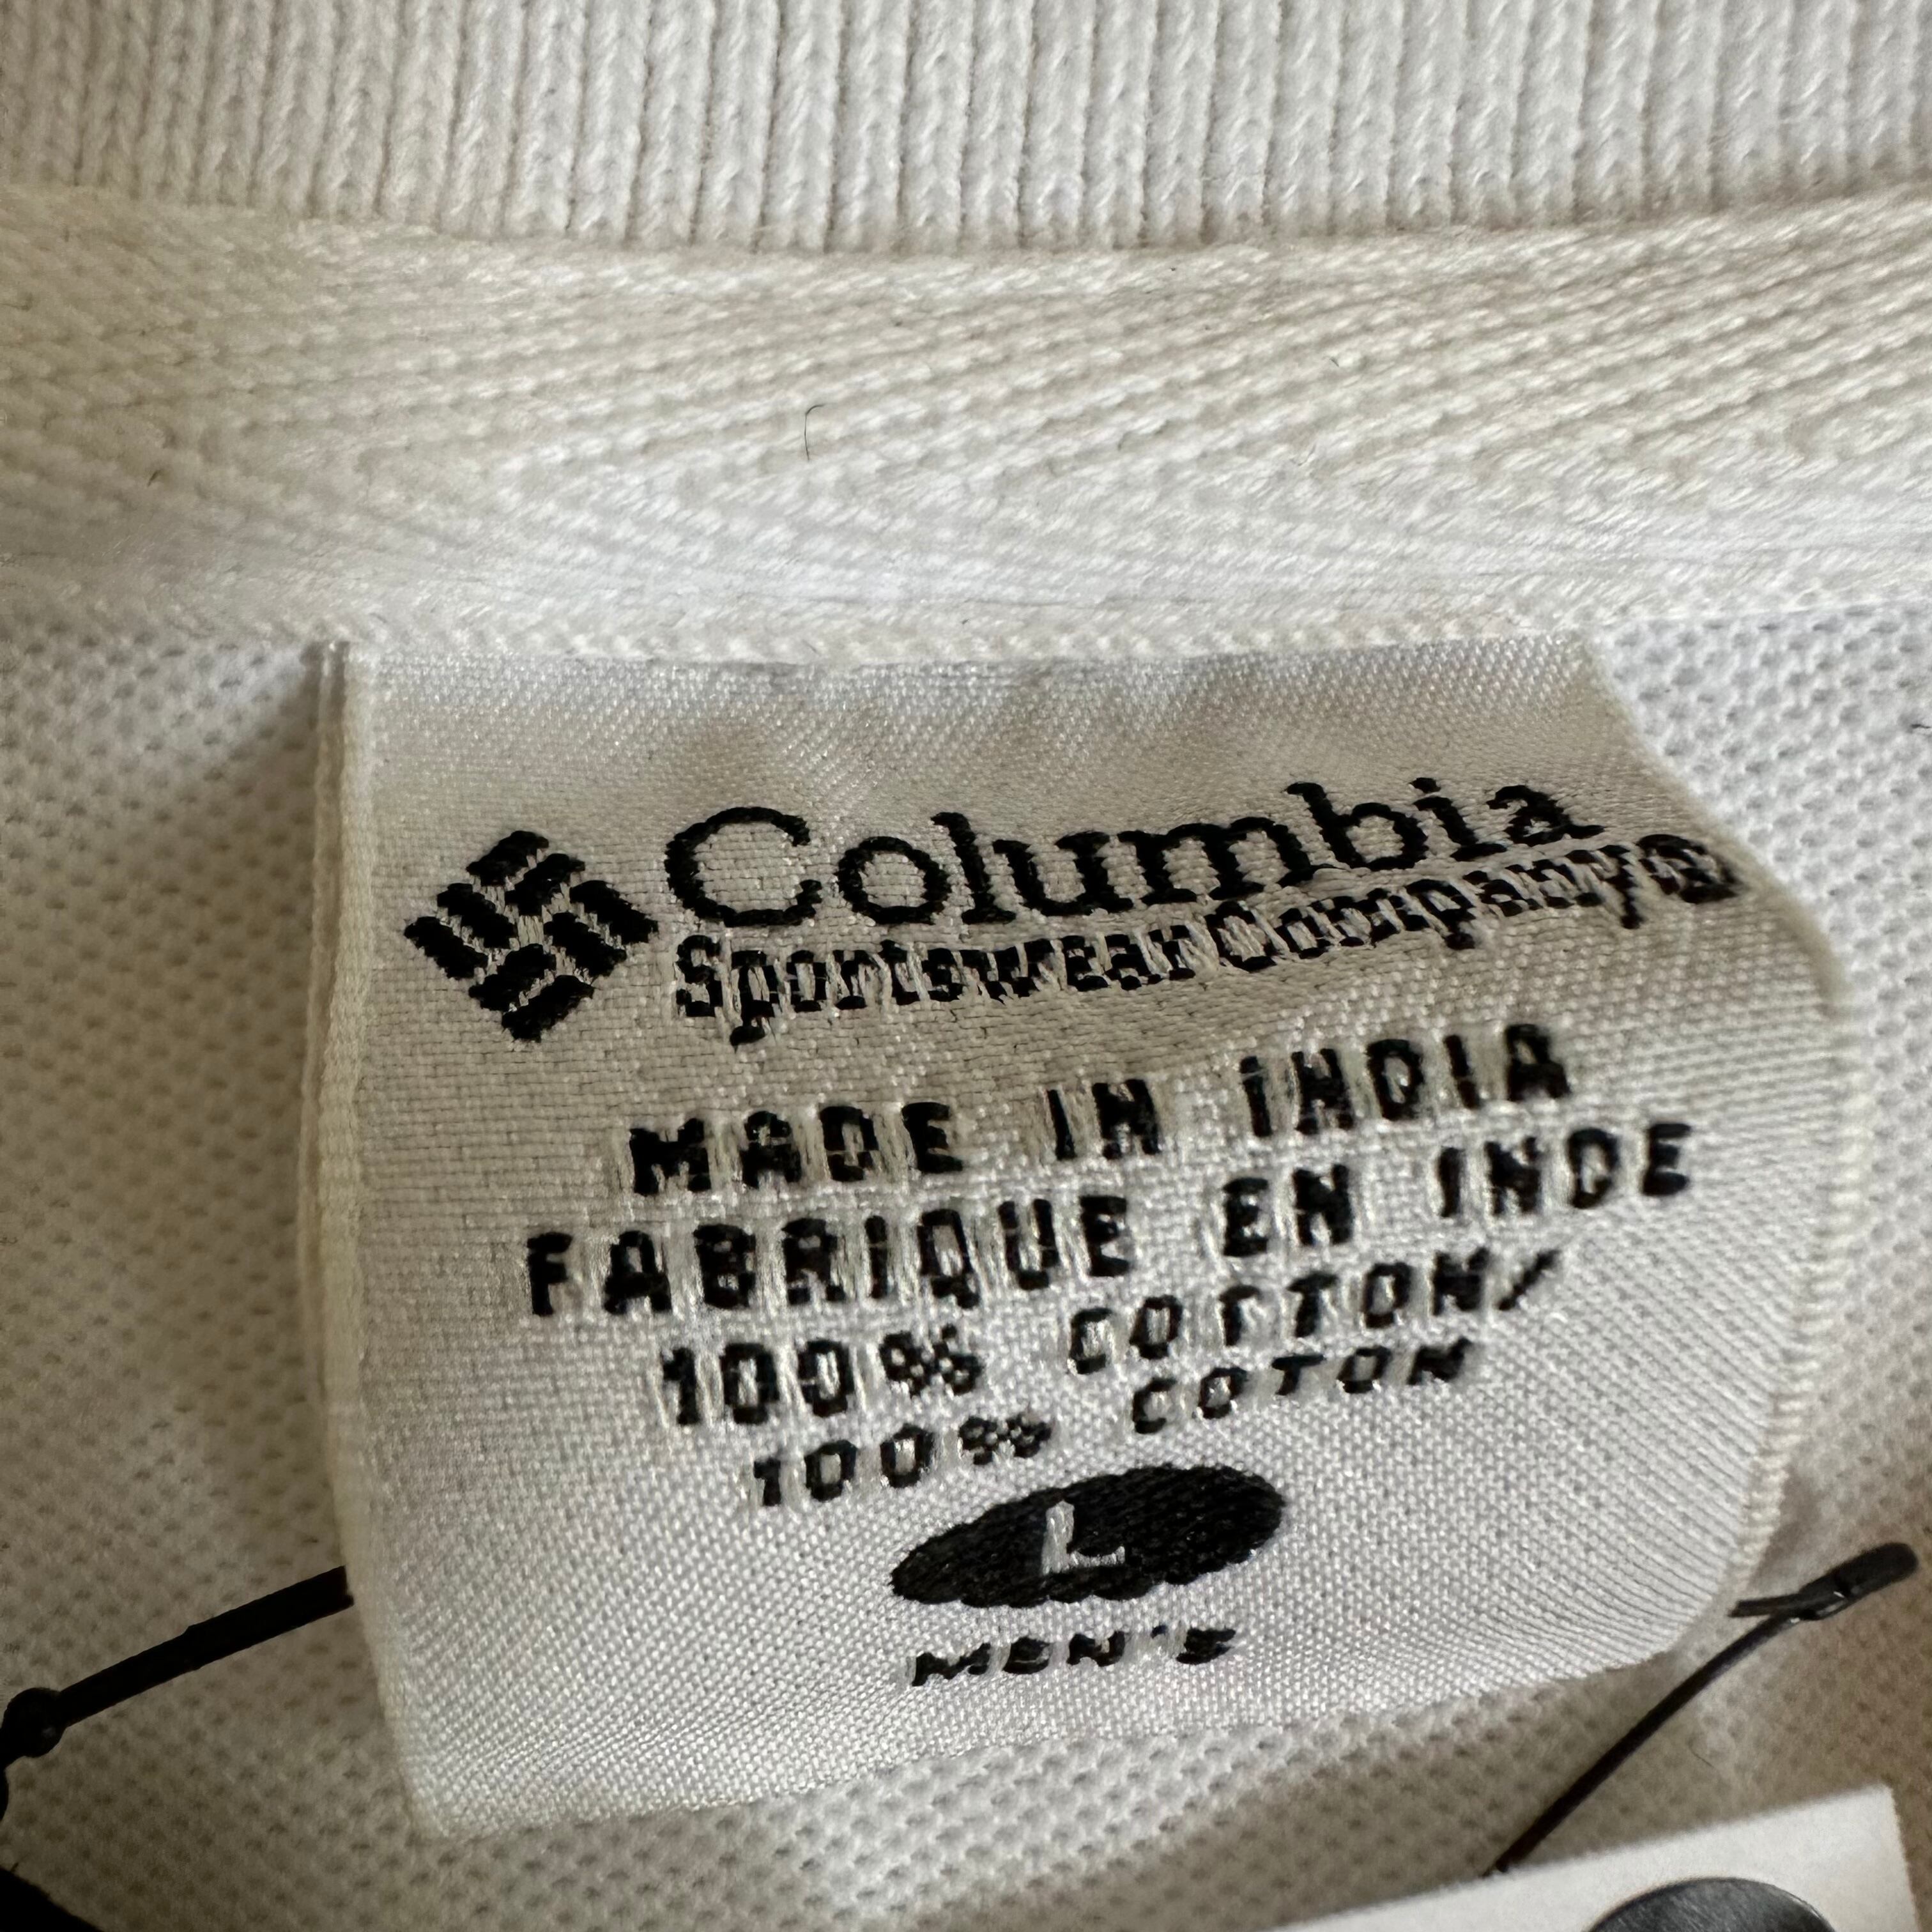 Columbia
Sportswear Company®
MADE IN INDIA
FABRIQUE EN INDE
100% COTTON/
100% COTON
L
MEN'S